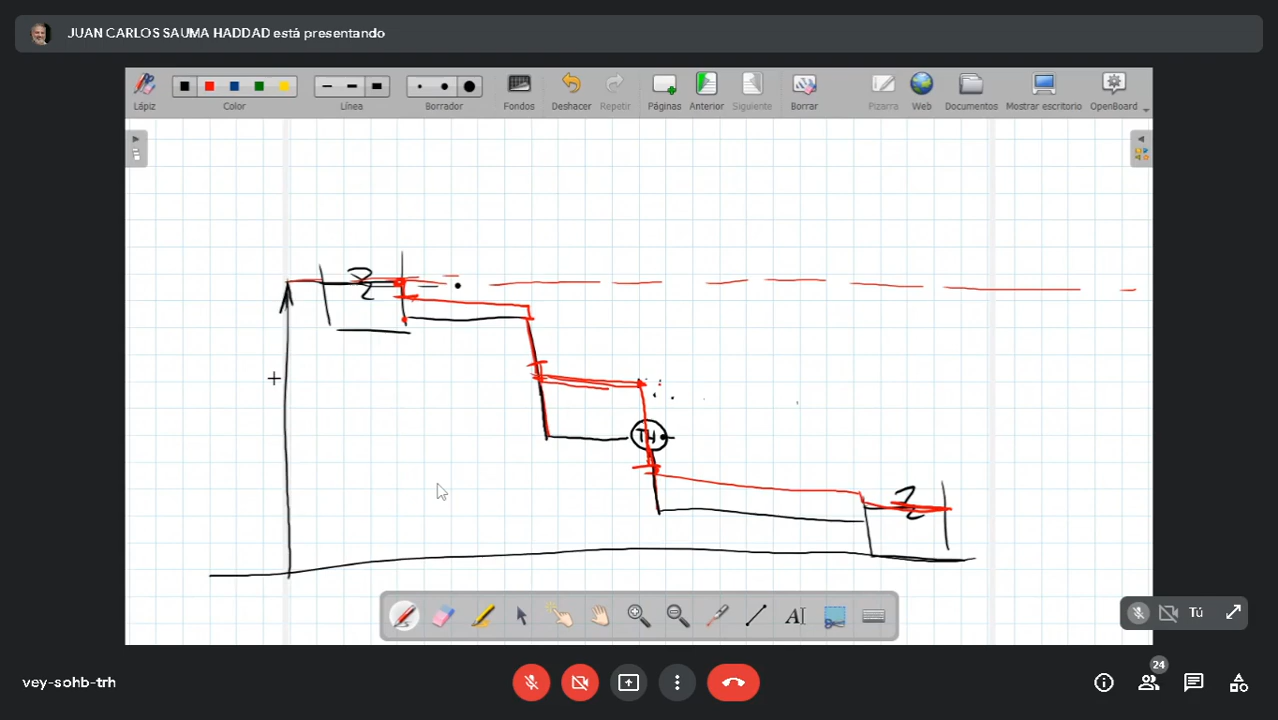 JUAN CARLOS SAUMA HADDAD está presentando
Lápiz Color Línea Borrador Fondos Deshacer Repetir Páginas Anterior Siguiente Borrar Pizarra Web Documentos Mostrar escritorio OpenBoard
TH
Tú
vey-sohb-trh
24